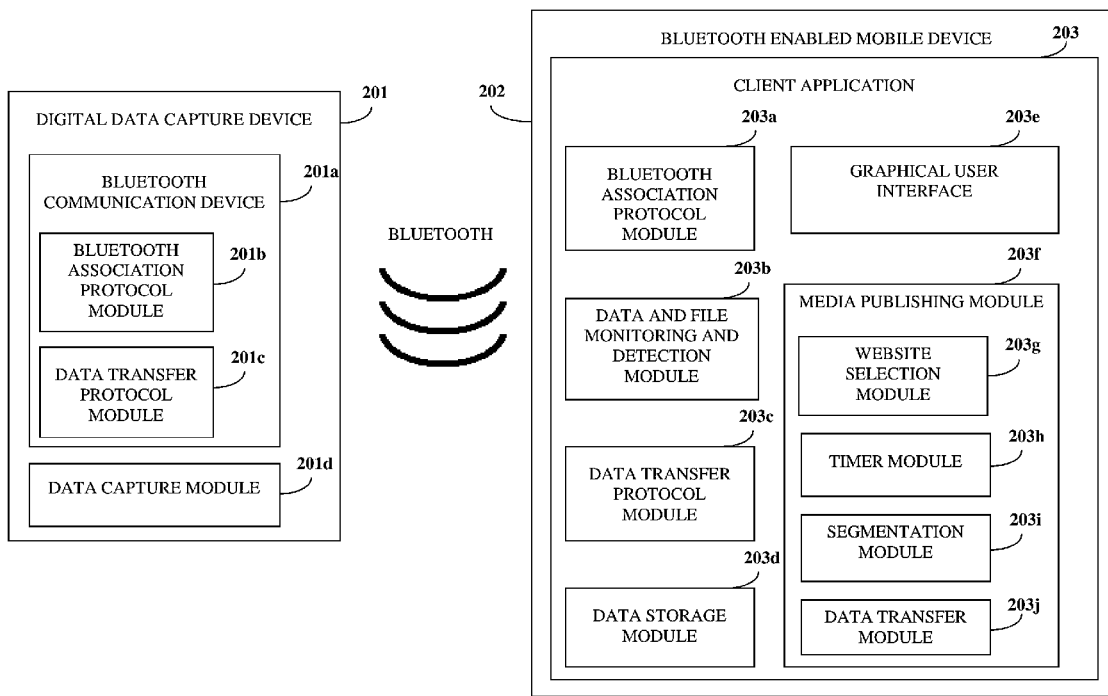 201
DIGITAL DATA CAPTURE DEVICE
201a
BLUETOOTH
COMMUNICATION DEVICE
201b
BLUETOOTH
ASSOCIATION
PROTOCOL
MODULE
201c
DATA TRANSFER
PROTOCOL
MODULE
201d
DATA CAPTURE MODULE
BLUETOOTH
202
203
BLUETOOTH ENABLED MOBILE DEVICE
CLIENT APPLICATION
203a
BLUETOOTH
ASSOCIATION
PROTOCOL
MODULE
203b
DATA AND FILE
MONITORING AND
DETECTION
MODULE
203c
DATA TRANSFER
PROTOCOL
MODULE
203d
DATA STORAGE
MODULE
203e
GRAPHICAL USER
INTERFACE
203f
MEDIA PUBLISHING MODULE
203g
WEBSITE
SELECTION
MODULE
203h
TIMER MODULE
203i
SEGMENTATION
MODULE
203j
DATA TRANSFER
MODULE